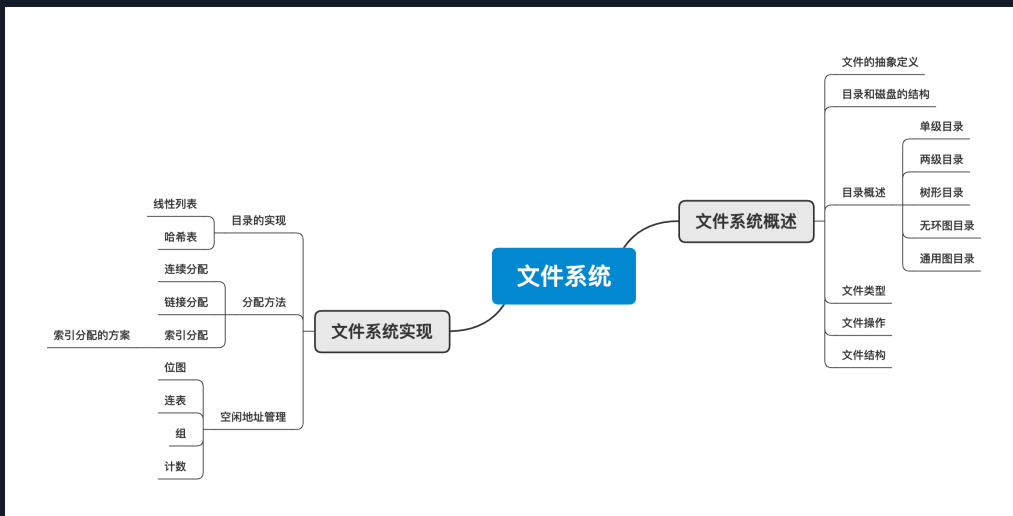 文件系统
文件系统概述
文件的抽象定义
目录和磁盘的结构
目录概述
单级目录
两级目录
树形目录
无环图目录
通用图目录
文件类型
文件操作
文件结构
文件系统实现
目录的实现
线性列表
哈希表
分配方法
连续分配
链接分配
索引分配
索引分配的方案
空闲地址管理
位图
连表
组
计数